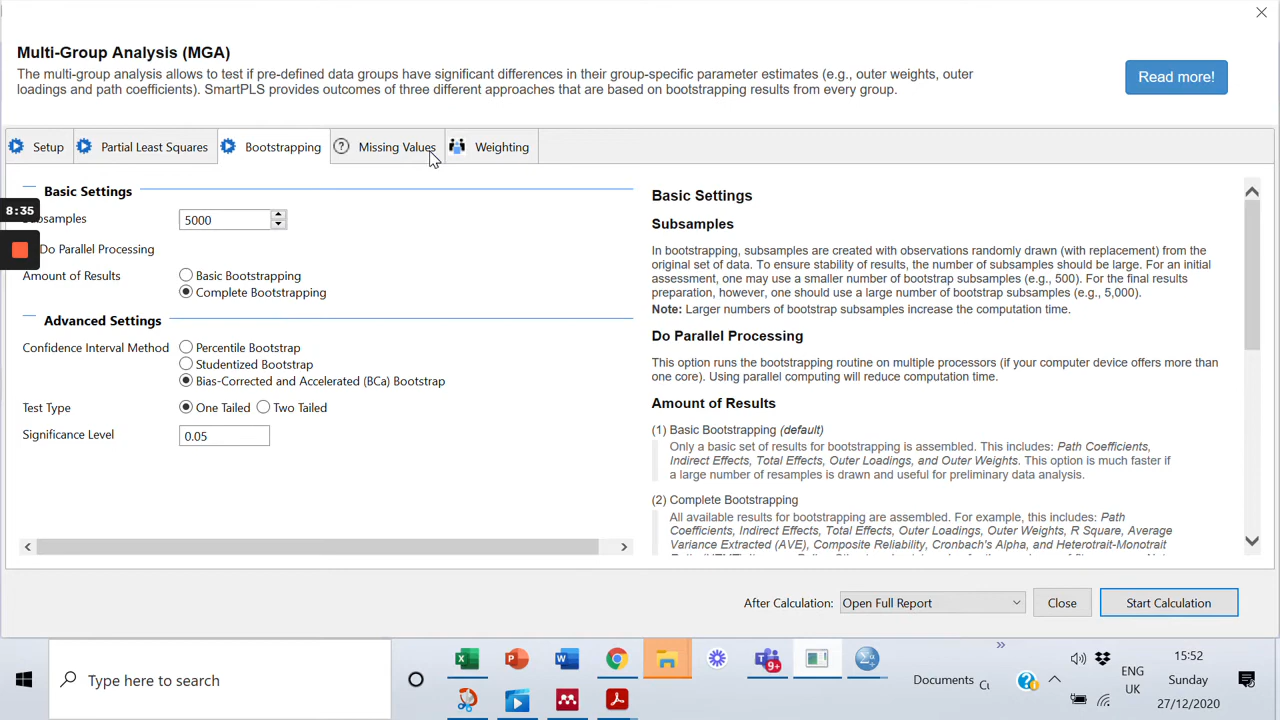 Multi-Group Analysis (MGA)
The multi-group analysis allows to test if pre-defined data groups have significant differences in their group-specific parameter estimates (e.g., outer weights, outer
loadings and path coefficients). SmartPLS provides outcomes of three different approaches that are based on bootstrapping results from every group.
Read more!
Setup
Partial Least Squares
Bootstrapping
Missing Values
Weighting
Basic Settings
8:35
Subsamples
5000
Do Parallel Processing
Amount of Results
Basic Bootstrapping
Complete Bootstrapping
Advanced Settings
Confidence Interval Method
Percentile Bootstrap
Studentized Bootstrap
Bias-Corrected and Accelerated (BCa) Bootstrap
Test Type
One Tailed
Two Tailed
Significance Level
0.05
Basic Settings
Subsamples
In bootstrapping, subsamples are created with observations randomly drawn (with replacement) from the
original set of data. To ensure stability of results, the number of subsamples should be large. For an initial
assessment, one may use a smaller number of bootstrap subsamples (e.g., 500). For the final results
preparation, however, one should use a large number of bootstrap subsamples (e.g., 5,000).
Note: Larger numbers of bootstrap subsamples increase the computation time.
Do Parallel Processing
This option runs the bootstrapping routine on multiple processors (if your computer device offers more than
one core). Using parallel computing will reduce computation time.
Amount of Results
(1) Basic Bootstrapping (default)
Only a basic set of results for bootstrapping is assembled. This includes: Path Coefficients,
Indirect Effects, Total Effects, Outer Loadings, and Outer Weights. This option is much faster if
a large number of resamples is drawn and useful for preliminary data analysis.
(2) Complete Bootstrapping
All available results for bootstrapping are assembled. For example, this includes: Path
Coefficients, Indirect Effects, Total Effects, Outer Loadings, Outer Weights, R Square, Average
Variance Extracted (AVE), Composite Reliability, Cronbach's Alpha, and Heterotrait-Monotrait
After Calculation:
Open Full Report
Close
Start Calculation
Type here to search
9+
Documents
ENG
UK
15:52
Sunday
27/12/2020